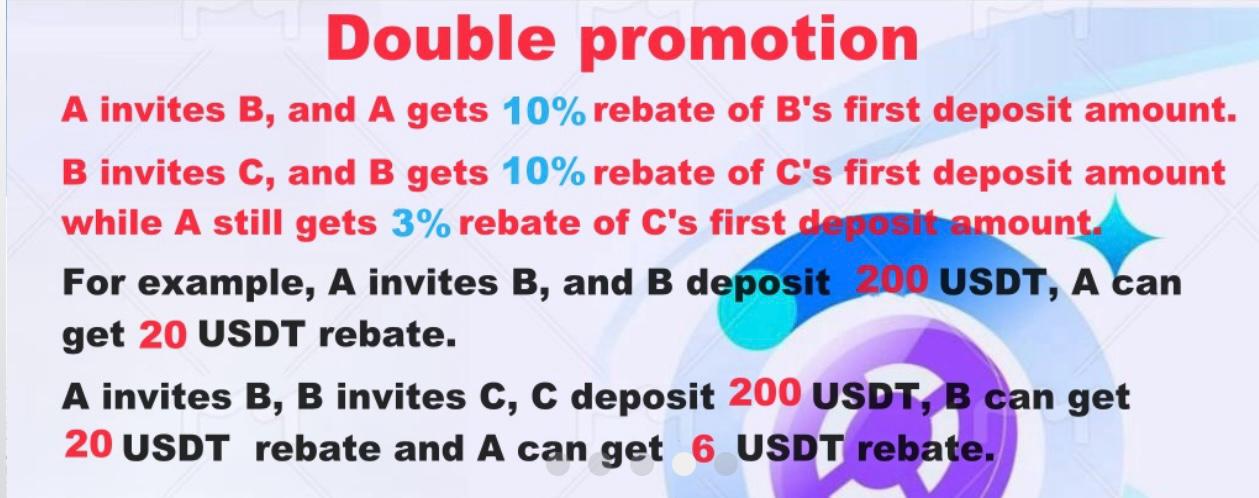 Double promotion
A invites B, and A gets 10% rebate of B's first deposit amount.
B invites C, and B gets 10% rebate of C's first deposit amount
while A still gets 3% rebate of C's first deposit amount.
For example, A invites B, and B deposit 200 USDT, A can
get 20 USDT rebate.
A invites B, B invites C, C deposit 200 USDT, B can get
20 USDT rebate and A can get 6 USDT rebate.